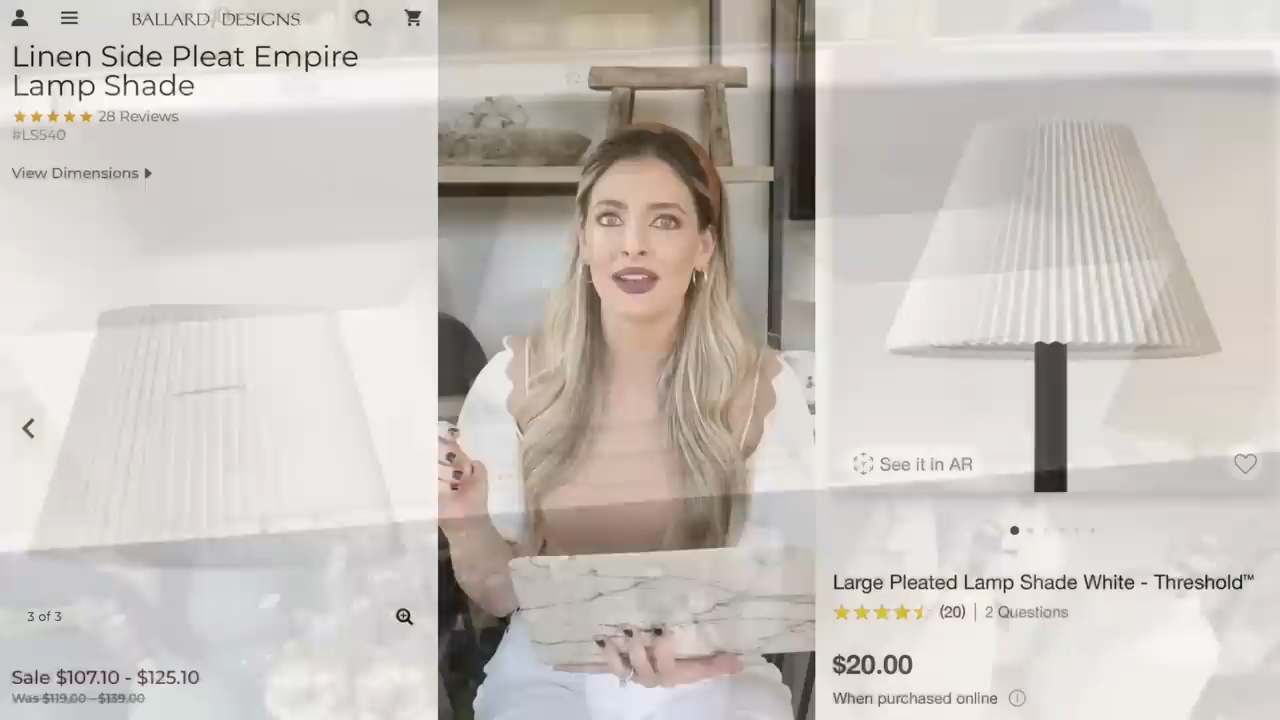 BALLARD DESIGNS
Linen Side Pleat Empire
Lamp Shade
28 Reviews
#LS540
View Dimensions
3 of 3
Sale $107.10 - $125.10
Was $119.00 - $139.00
See it in AR
Large Pleated Lamp Shade White - Threshold™
(20) | 2 Questions
$20.00
When purchased online